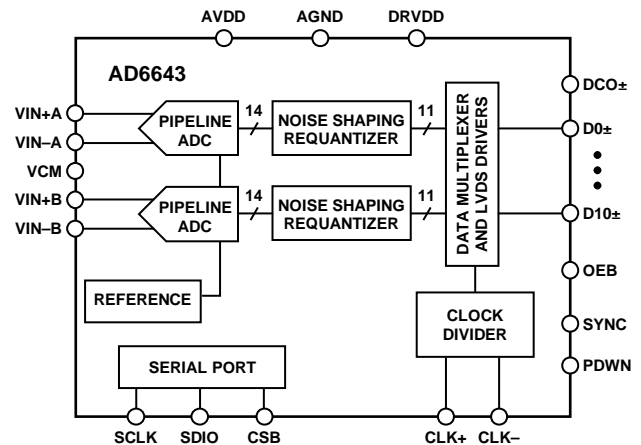 AVDD AGND DRVDD
AD6643
DCO±
VIN+A
VIN–A
VCM
VIN+B
VIN–B
PIPELINE
ADC
14
NOISE SHAPING
REQUANTIZER
11
PIPELINE
ADC
14
NOISE SHAPING
REQUANTIZER
11
DATA MULTIPLEXER
AND LVDS DRIVERS
D0±
D10±
OEB
SYNC
PDWN
REFERENCE
CLOCK
DIVIDER
SERIAL PORT
SCLK SDIO CSB CLK+ CLK–